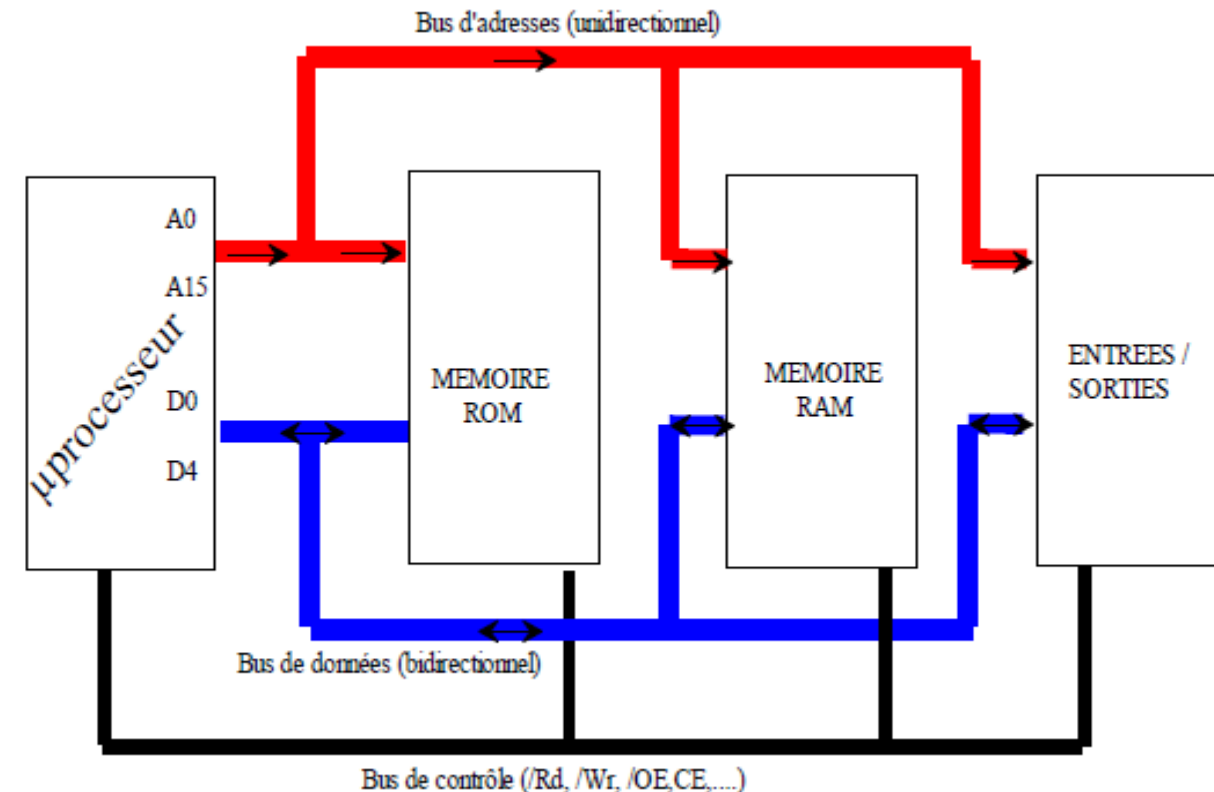 Bus d'adresses (unidirectionnel)
A0
A15
µprocesseur
D0
D4
MEMOIRE
ROM
MEMOIRE
RAM
ENTREES /
SORTIES
Bus de données (bidirectionnel)
Bus de contrôle (/Rd, /Wr, /OE,CE,....)